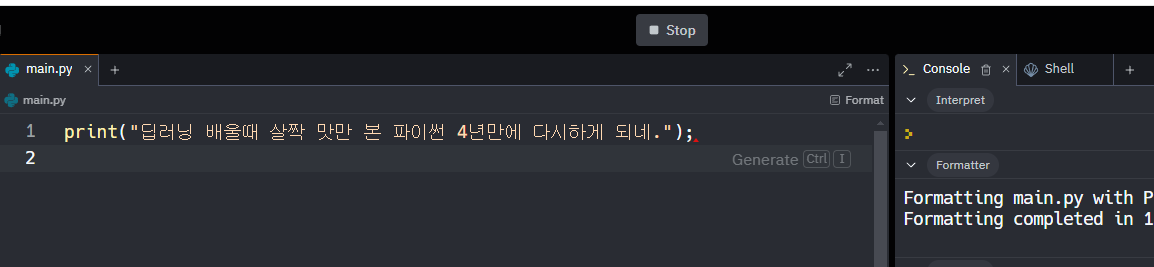 Stop
main.py × +
main.py
Format
1 print("딥러닝 배울때 살짝 맛만 본 파이썬 4년만에 다시하게 되네.");
2
Generate Ctrl I
Console × Shell +
Interpret
Formatter
Formatting main.py with P
Formatting completed in 1